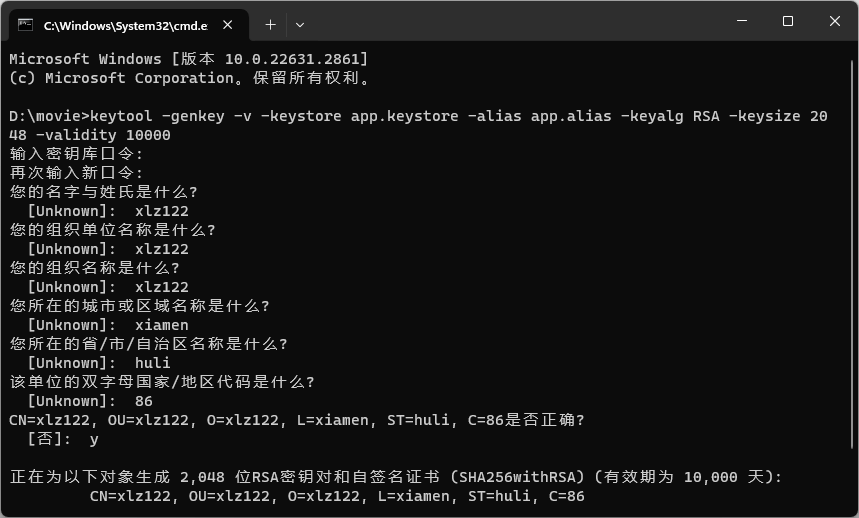 C:\Windows\System32\cmd.e
Microsoft Windows [版本 10.0.22631.2861]
(c) Microsoft Corporation。保留所有权利。
D:\movie>keytool -genkey -v -keystore app.keystore -alias app.alias -keyalg RSA -keysize 20
48 -validity 10000
输入密钥库口令:
再次输入新口令:
您的名字与姓氏是什么?
[Unknown]:  xlz122
您的组织单位名称是什么?
[Unknown]:  xlz122
您的组织名称是什么?
[Unknown]:  xlz122
您所在的城市或区域名称是什么?
[Unknown]:  xiamen
您所在的省/市/自治区名称是什么?
[Unknown]:  huli
该单位的双字母国家/地区代码是什么?
[Unknown]:  86
CN=xlz122, OU=xlz122, O=xlz122, L=xiamen, ST=huli, C=86是否正确?
[否]:  y
正在为以下对象生成 2,048 位RSA密钥对和自签名证书 (SHA256withRSA) (有效期为 10,000 天):
CN=xlz122, OU=xlz122, O=xlz122, L=xiamen, ST=huli, C=86